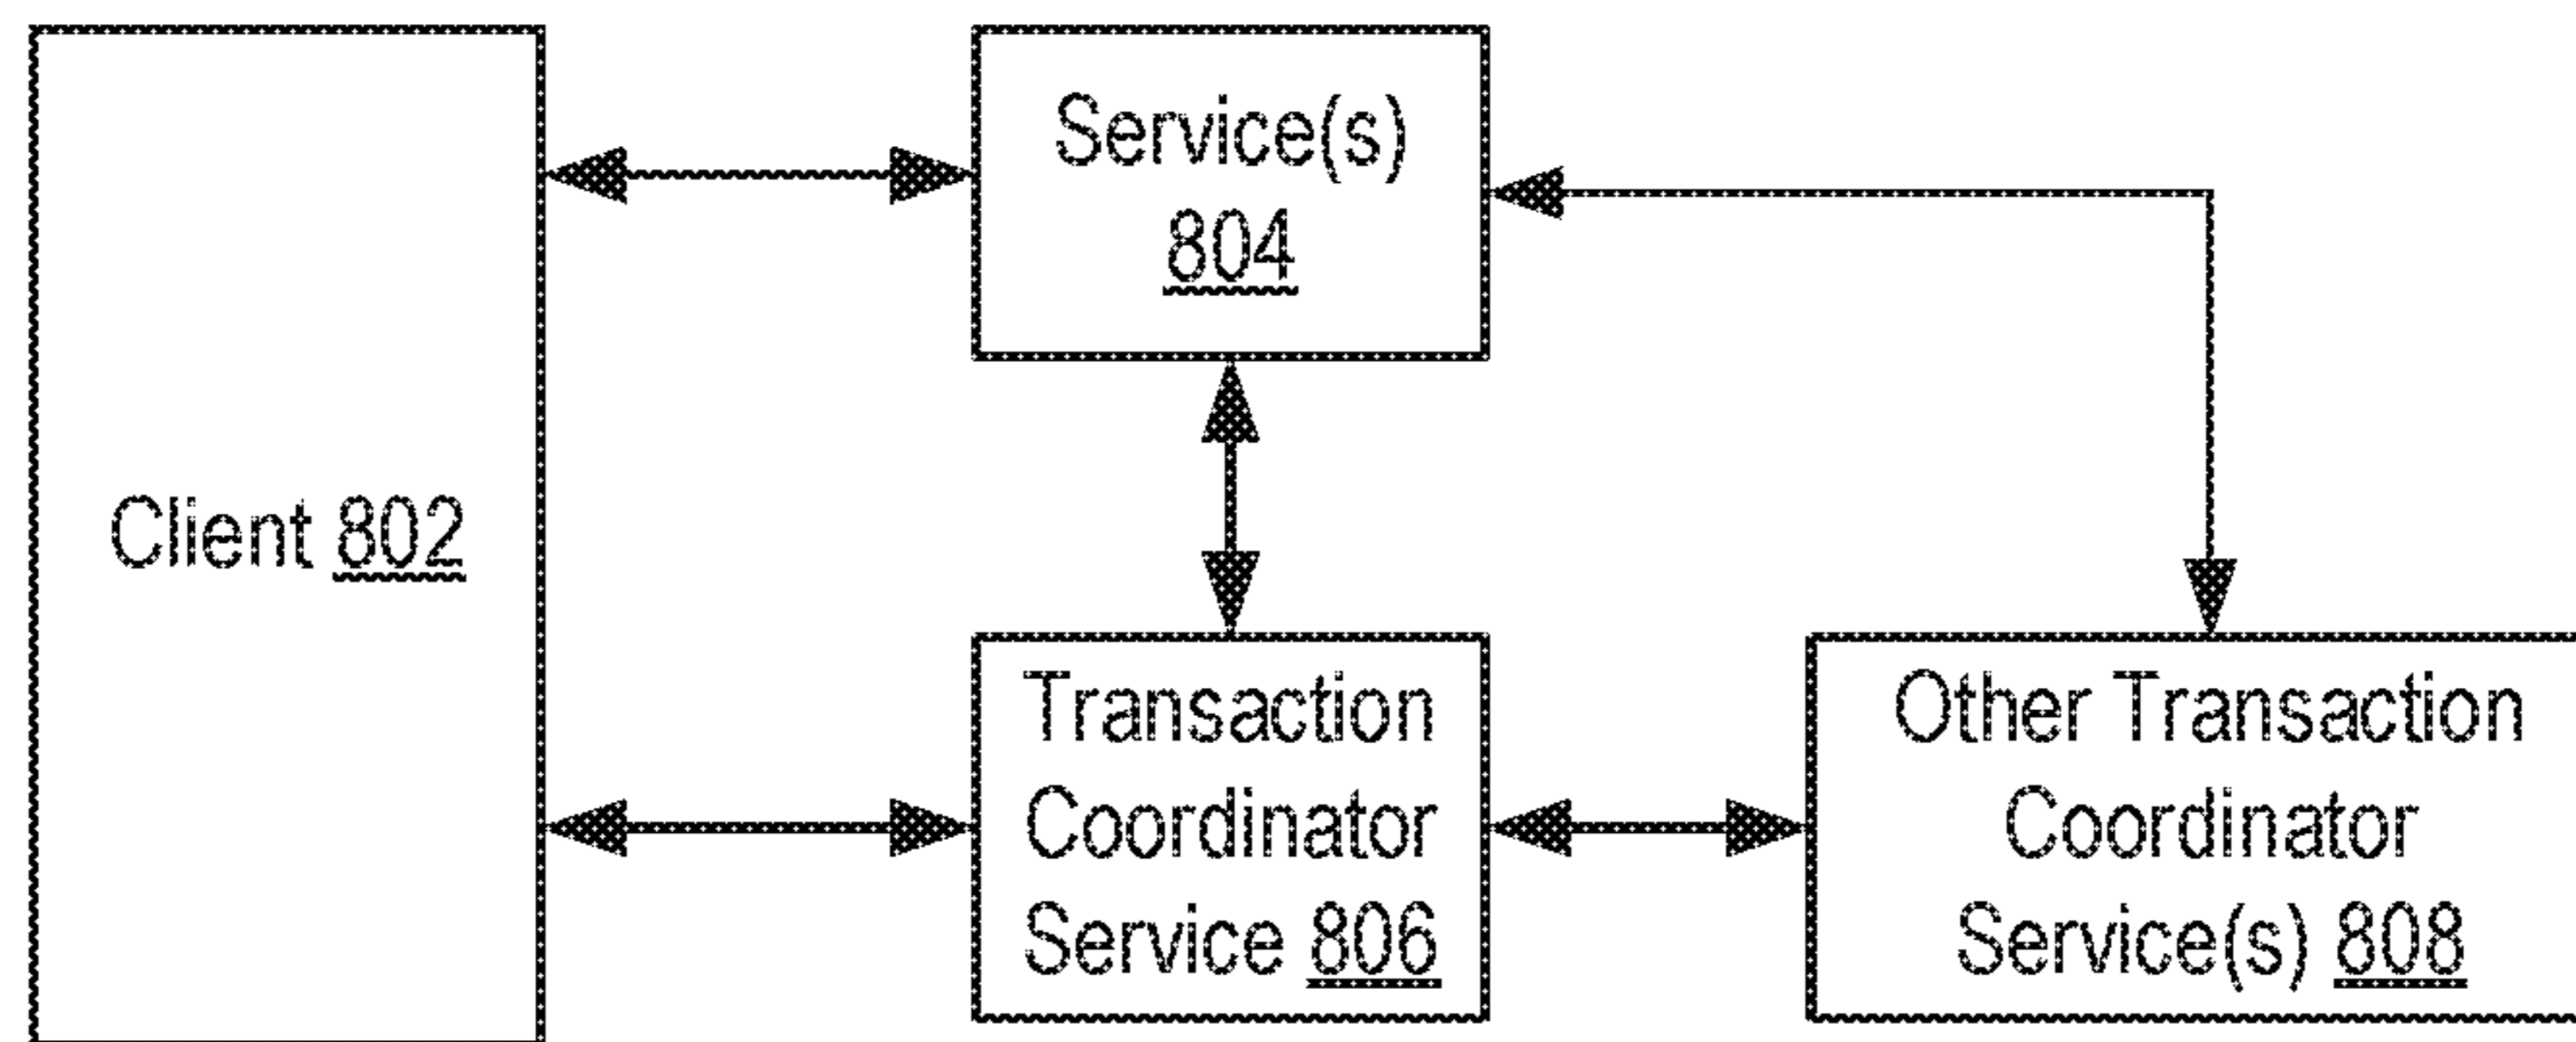 Client 802
Service(s)
804
Transaction
Coordinator
Service 806
Other Transaction
Coordinator
Service(s) 808